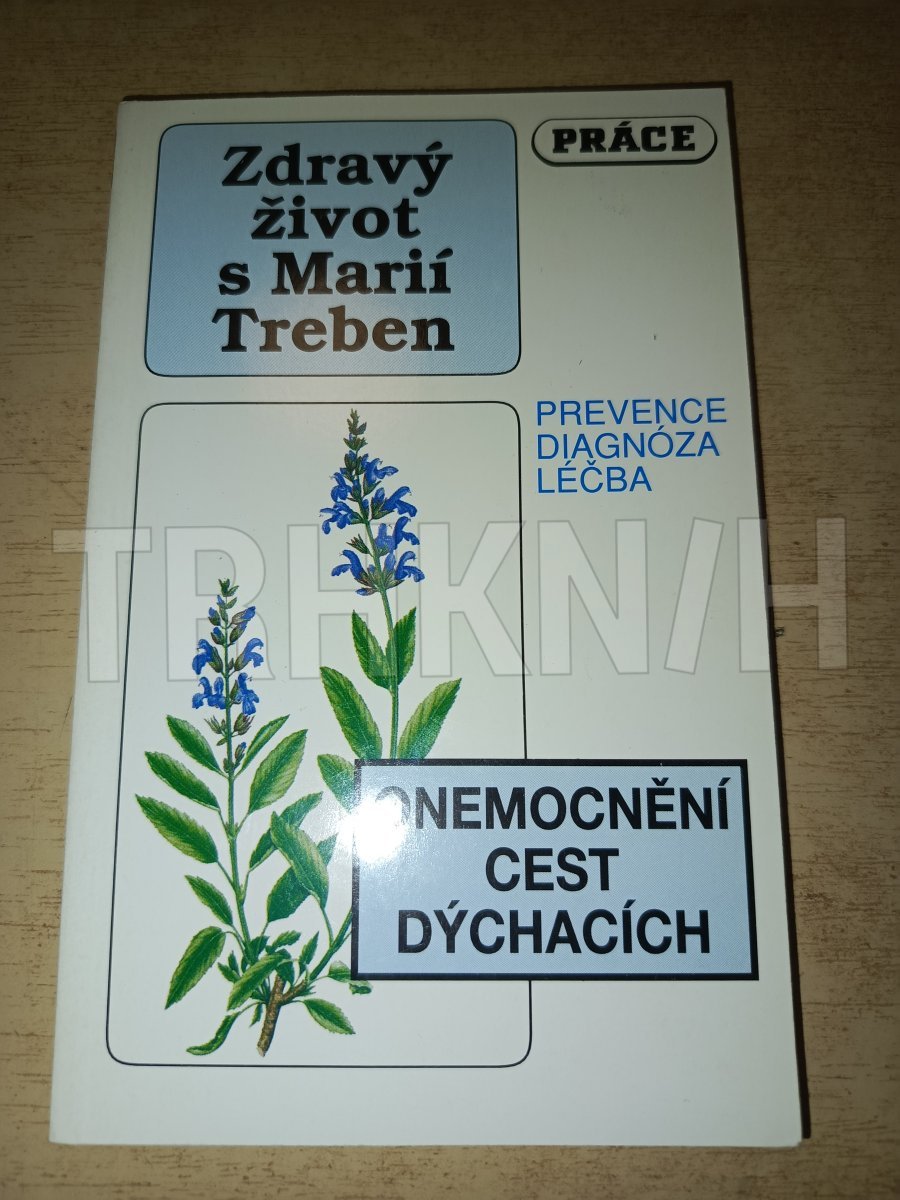 Zdravý
život
s Marií
Treben
PRÁCE
PREVENCE
DIAGNÓZA
LÉČBA
TRHKNIH
ONEMOCNĚNÍ
CEST
DÝCHACÍCH